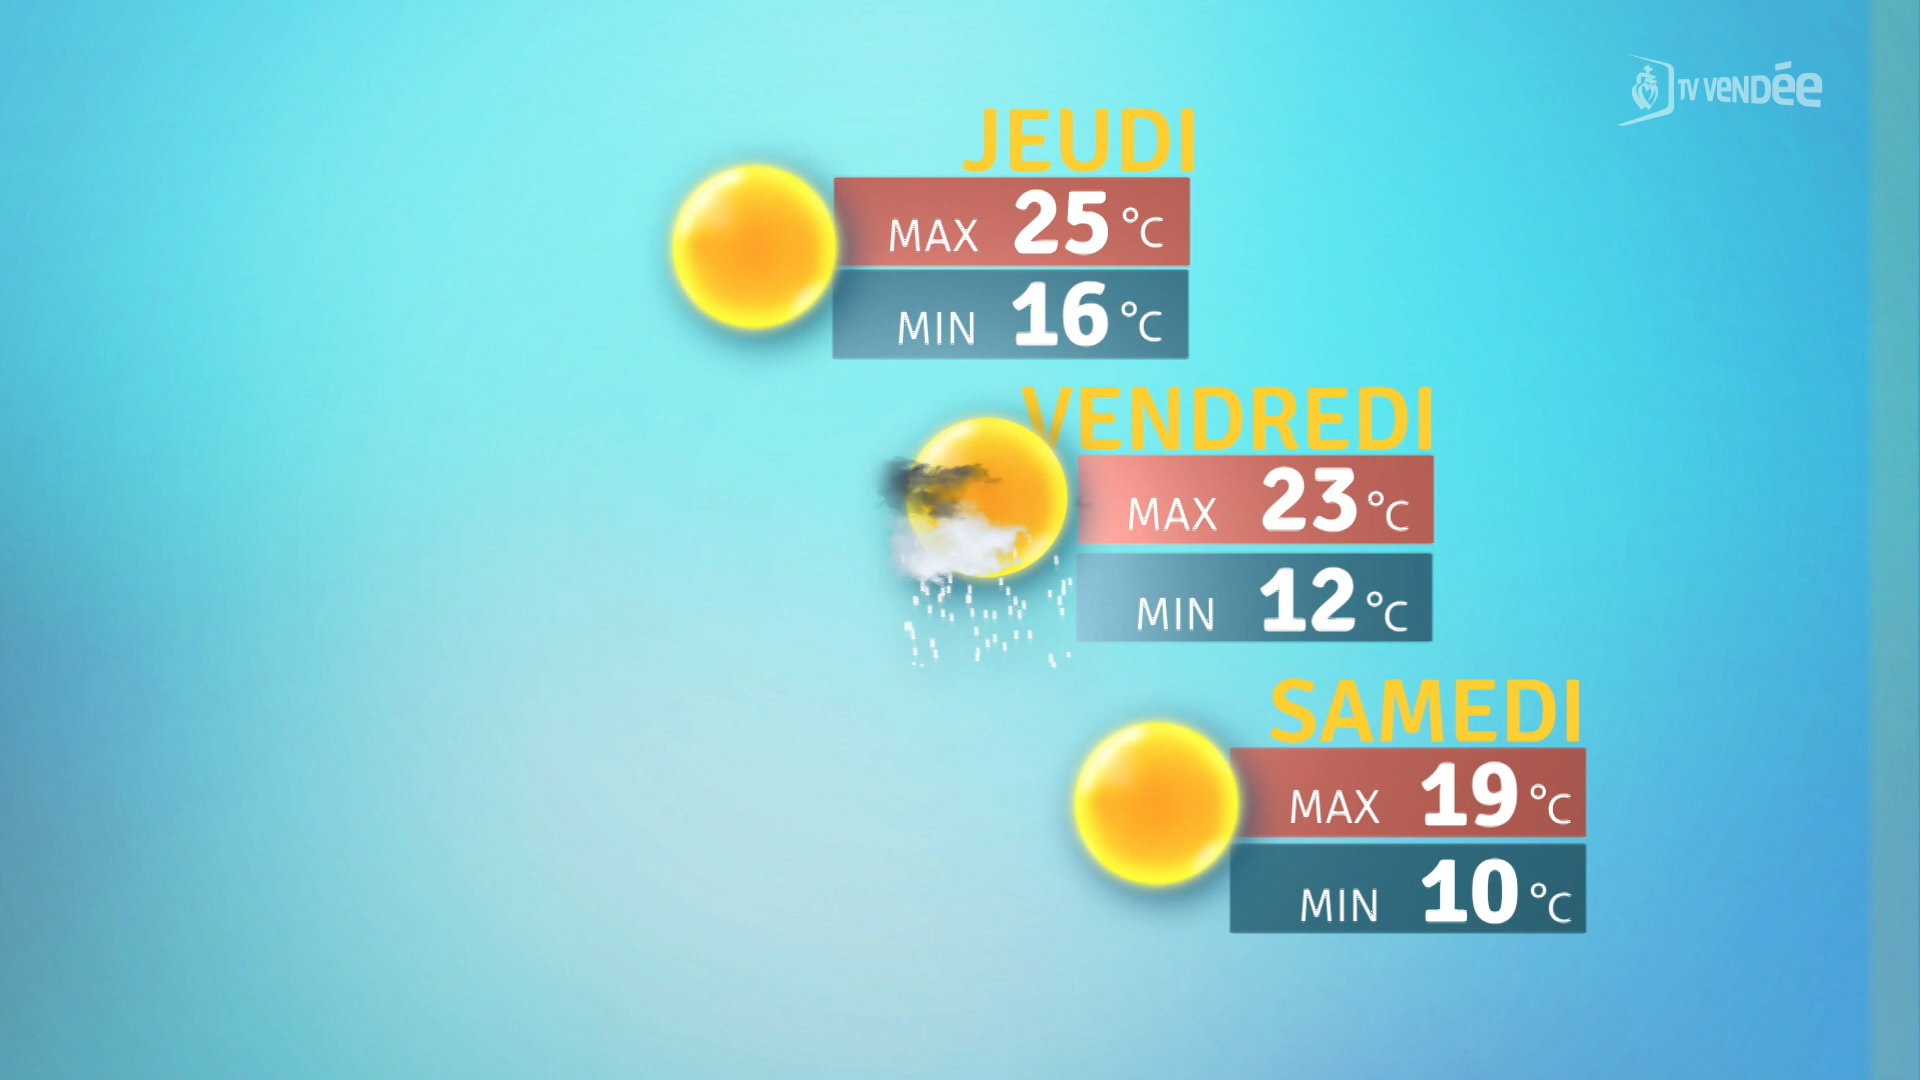 TV VENDÉE
JEUDI
MAX 25 °C
MIN 16 °C
VENDREDI
MAX 23 °C
MIN 12 °C
SAMEDI
MAX 19 °C
MIN 10 °C